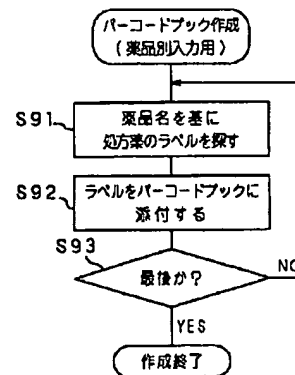 バーコードブック作成
(薬品別入力用)
S91
薬品名を基に
処方薬のラベルを探す
S92
ラベルをバーコードブックに
添付する
S93
最後か?
NO
YES
作成終了